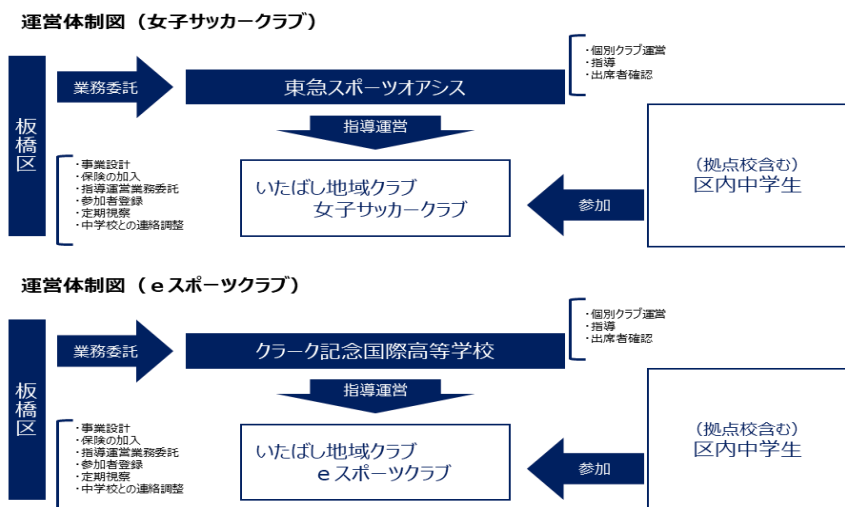 運営体制図（女子サッカークラブ）
・個別クラブ運営
・指導
・出席者確認
板橋区
業務委託
東急スポーツオアシス
指導運営
・事業設計
・保険の加入
・指導運営業務委託
・参加者登録
・定期視察
・中学校との連絡調整
いたばし地域クラブ
女子サッカークラブ
参加
（拠点校含む）
区内中学生
運営体制図（ｅスポーツクラブ）
・個別クラブ運営
・指導
・出席者確認
板橋区
業務委託
クラーク記念国際高等学校
指導運営
・事業設計
・保険の加入
・指導運営業務委託
・参加者登録
・定期視察
・中学校との連絡調整
いたばし地域クラブ
ｅスポーツクラブ
参加
（拠点校含む）
区内中学生